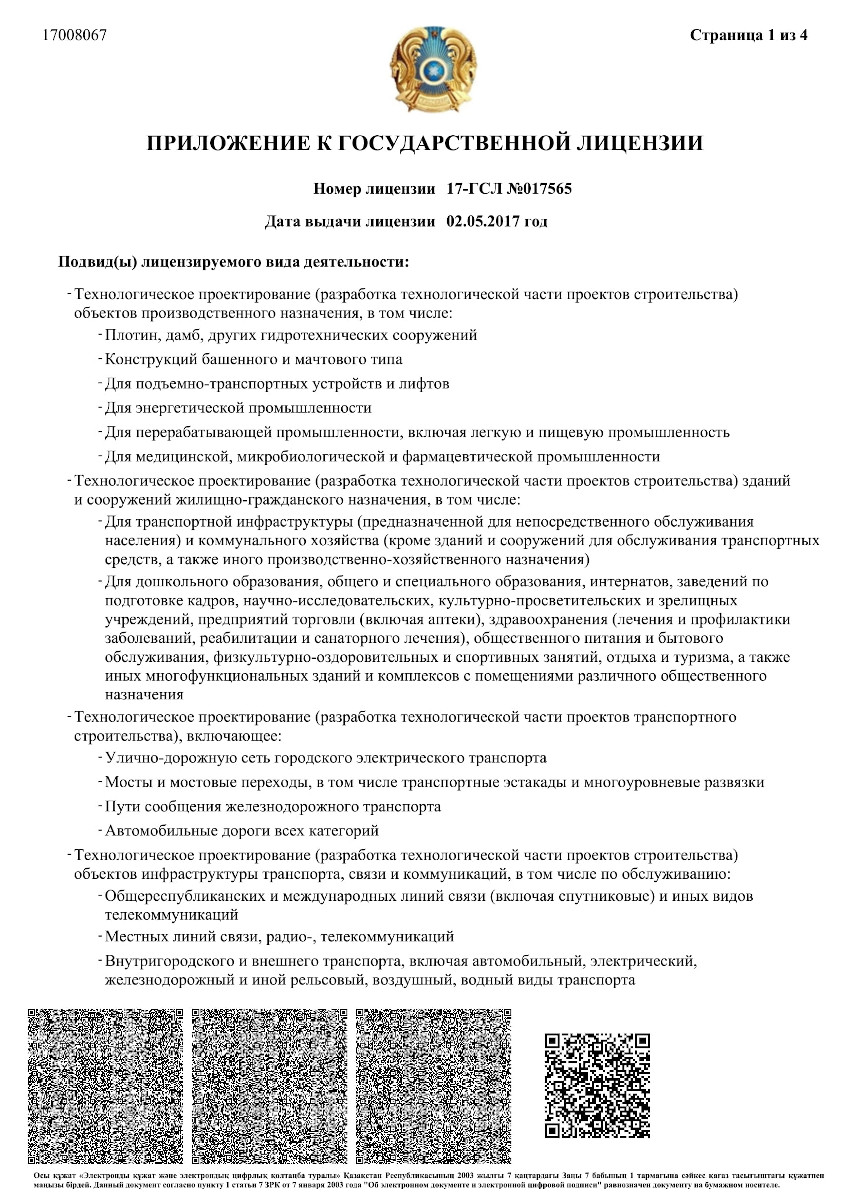 17008067
Страница 1 из 4
ПРИЛОЖЕНИЕ К ГОСУДАРСТВЕННОЙ ЛИЦЕНЗИИ
Номер лицензии 17-ГСЛ №017565
Дата выдачи лицензии 02.05.2017 год
Подвид(ы) лицензируемого вида деятельности:
- Технологическое проектирование (разработка технологической части проектов строительства)
объектов производственного назначения, в том числе:
- Плотин, дамб, других гидротехнических сооружений
- Конструкций башенного и мачтового типа
- Для подъемно-транспортных устройств и лифтов
- Для энергетической промышленности
- Для перерабатывающей промышленности, включая легкую и пищевую промышленность
- Для медицинской, микробиологической и фармацевтической промышленности
- Технологическое проектирование (разработка технологической части проектов строительства) зданий
и сооружений жилищно-гражданского назначения, в том числе:
- Для транспортной инфраструктуры (предназначенной для непосредственного обслуживания
населения) и коммунального хозяйства (кроме зданий и сооружений для обслуживания транспортных
средств, а также иного производственно-хозяйственного назначения)
- Для дошкольного образования, общего и специального образования, интернатов, заведений по
подготовке кадров, научно-исследовательских, культурно-просветительских и зрелищных
учреждений, предприятий торговли (включая аптеки), здравоохранения (лечения и профилактики
заболеваний, реабилитации и санаторного лечения), общественного питания и бытового
обслуживания, физкультурно-оздоровительных и спортивных занятий, отдыха и туризма, а также
иных многофункциональных зданий и комплексов с помещениями различного общественного
назначения
- Технологическое проектирование (разработка технологической части проектов транспортного
строительства), включающее:
- Улично-дорожную сеть городского электрического транспорта
- Мосты и мостовые переходы, в том числе транспортные эстакады и многоуровневые развязки
- Пути сообщения железнодорожного транспорта
- Автомобильные дороги всех категорий
- Технологическое проектирование (разработка технологической части проектов строительства)
объектов инфраструктуры транспорта, связи и коммуникаций, в том числе по обслуживанию:
- Общереспубликанских и международных линий связи (включая спутниковые) и иных видов
телекоммуникаций
- Местных линий связи, радио-, телекоммуникаций
- Внутригородского и внешнего транспорта, включая автомобильный, электрический,
железнодорожный и иной рельсовый, воздушный, водный виды транспорта
Осы құжат «Электронды құжат және электрондық цифрлық қолтаңба туралы» Қазақстан Республикасының 2003 жылғы 7 қаңтардағы Заңы 7 бабының 1 тармағына сәйкес қағаз тасығыштағы құжатпен
маңызы бірдей. Данный документ согласно пункту 1 статьи 7 ЗРК от 7 января 2003 года "Об электронном документе и электронной цифровой подписи" равнозначен документу на бумажном носителе.